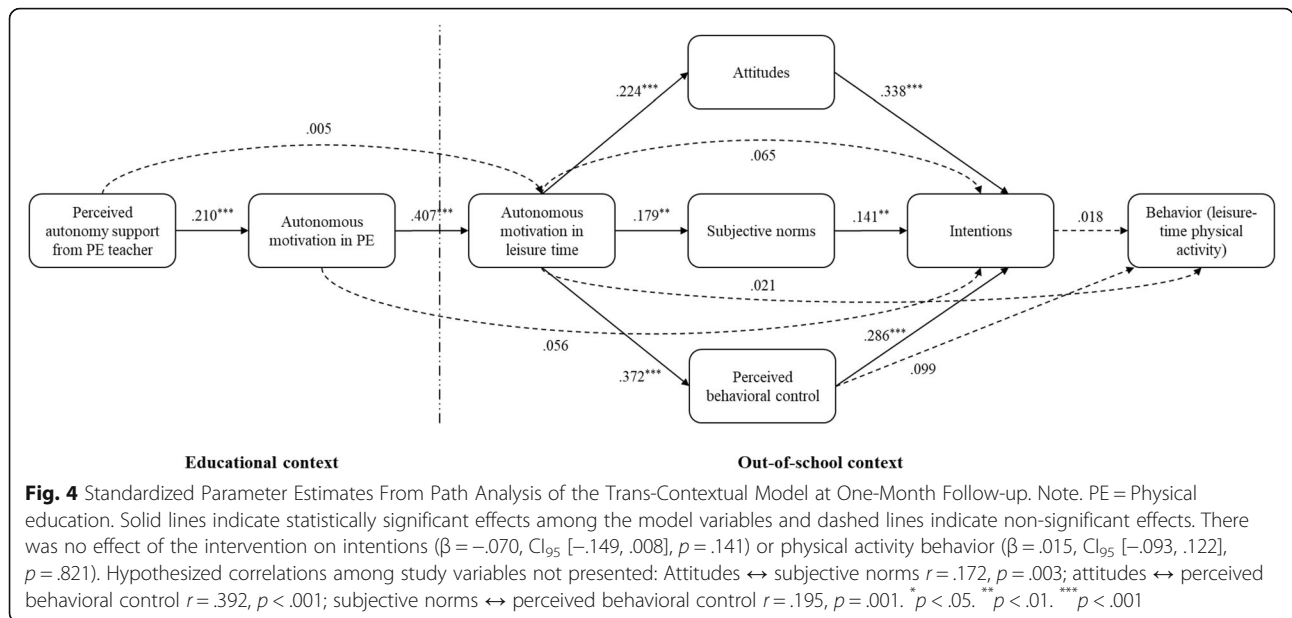 Attitudes
.224***
.338***
.005
.065
Perceived
autonomy support
from PE teacher
.210***
Autonomous
motivation in PE
.407***
Autonomous
motivation in
leisure time
.179**
Subjective norms
.141**
Intentions
.018
Behavior (leisure-
time physical
activity)
.021
.056
.286***
.099
.372***
Perceived
behavioral control
Educational context
Out-of-school context
Fig. 4 Standardized Parameter Estimates From Path Analysis of the Trans-Contextual Model at One-Month Follow-up. Note. PE = Physical
education. Solid lines indicate statistically significant effects among the model variables and dashed lines indicate non-significant effects. There
was no effect of the intervention on intentions (β = −.070, CI₉₅ [−.149, .008], p = .141) or physical activity behavior (β = .015, CI₉₅ [−.093, .122],
p = .821). Hypothesized correlations among study variables not presented: Attitudes ↔ subjective norms r = .172, p = .003; attitudes ↔ perceived
behavioral control r = .392, p < .001; subjective norms ↔ perceived behavioral control r = .195, p = .001. *p < .05. **p < .01. ***p < .001